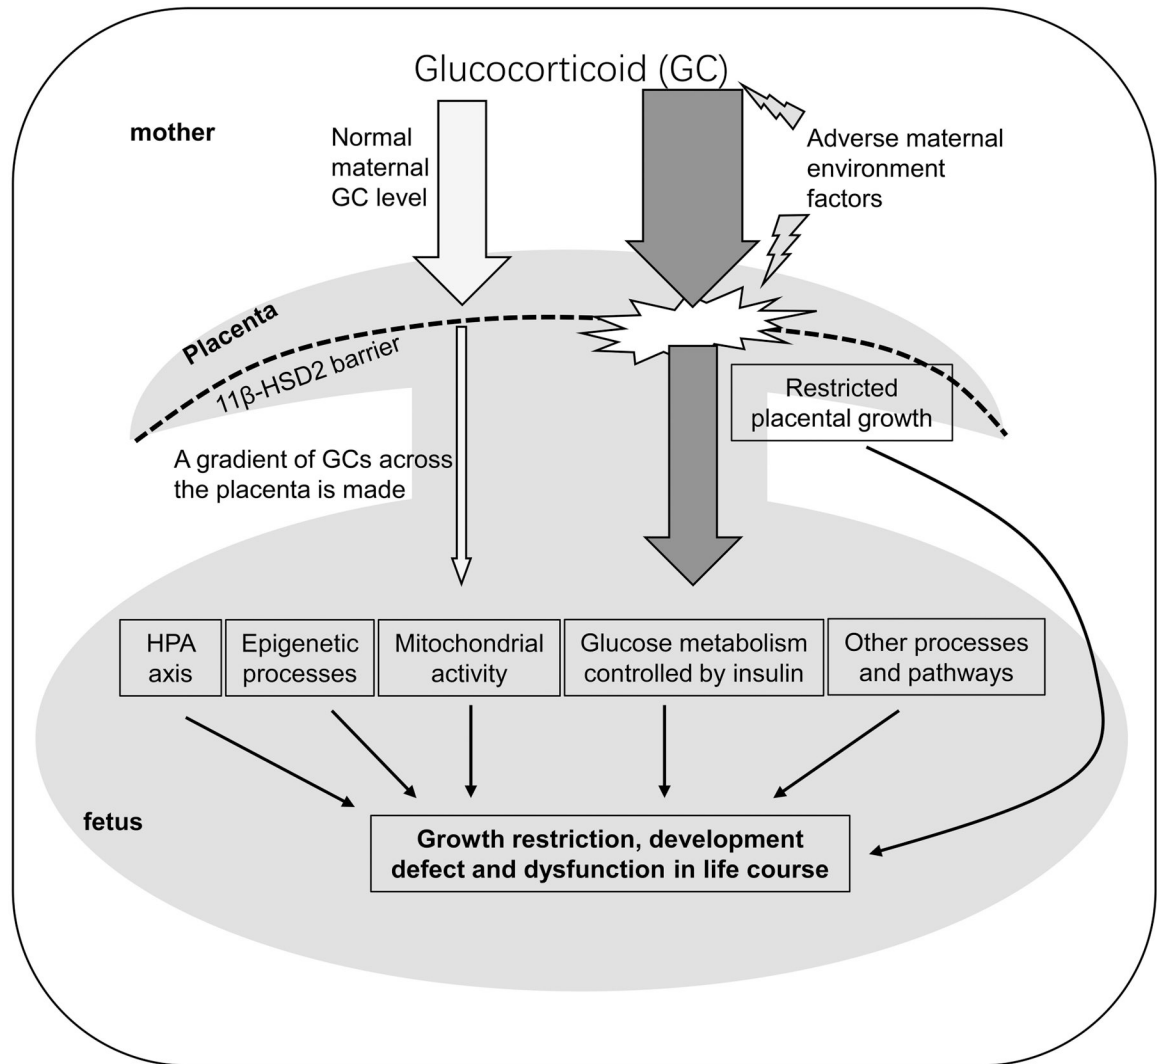 Glucocorticoid (GC)
mother
Normal
maternal
GC level
Adverse maternal
environment
factors
Placenta
11β-HSD2 barrier
Restricted
placental growth
A gradient of GCs across
the placenta is made
HPA
axis
Epigenetic
processes
Mitochondrial
activity
Glucose metabolism
controlled by insulin
Other processes
and pathways
fetus
Growth restriction, development
defect and dysfunction in life course